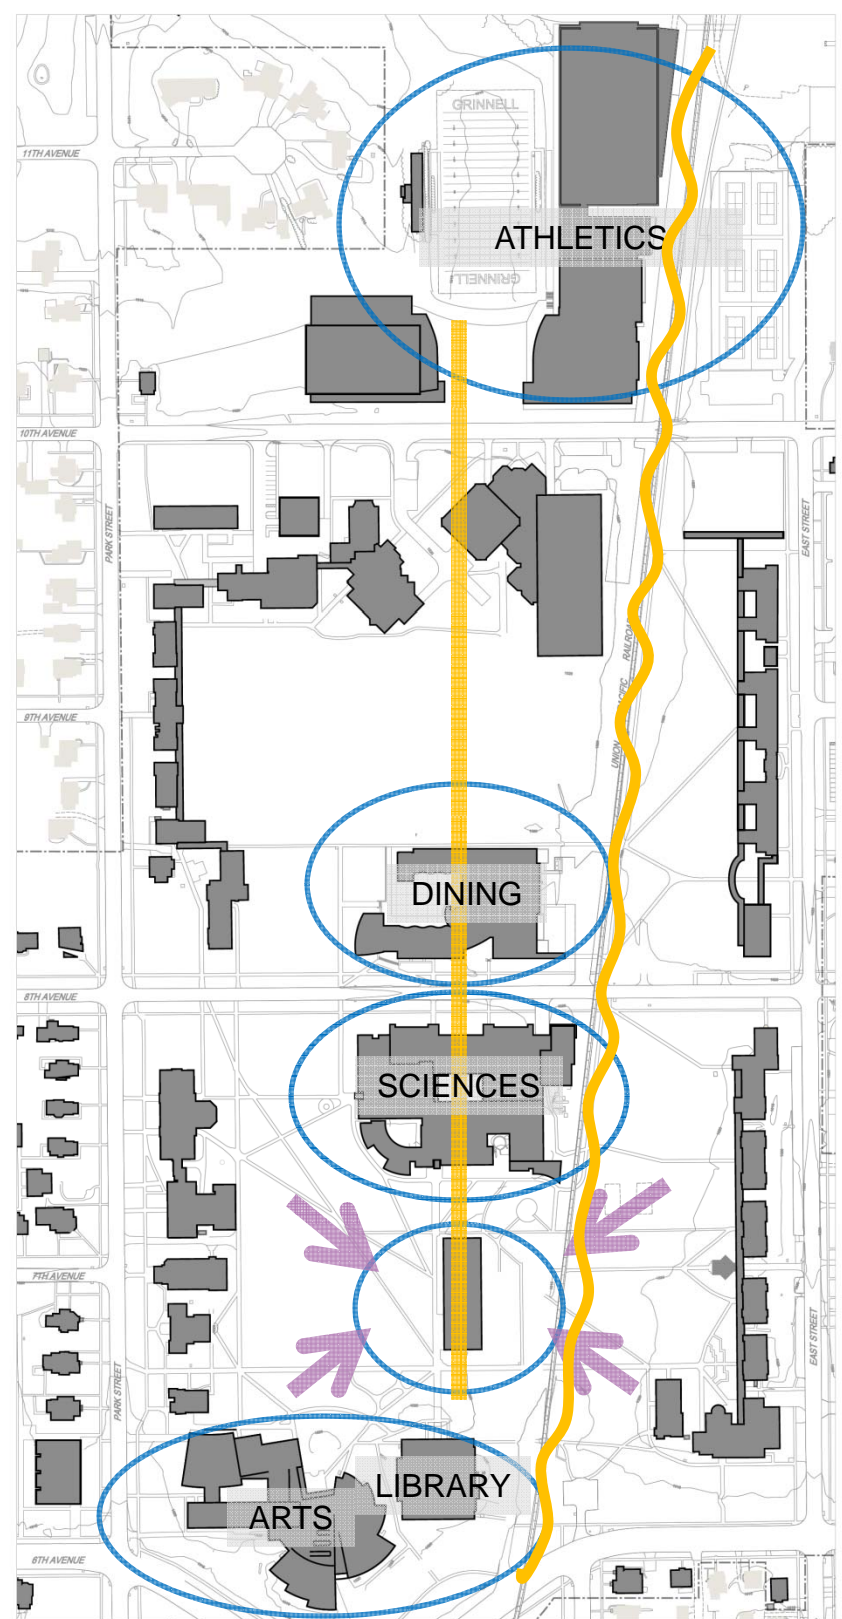 GRINNELL
11TH AVENUE
ATHLETICS
GRINNELL
10TH AVENUE
PARK STREET
EAST STREET
UNION PACIFIC RAILROAD
9TH AVENUE
DINING
8TH AVENUE
SCIENCES
7TH AVENUE
EAST STREET
PARK STREET
LIBRARY
ARTS
6TH AVENUE